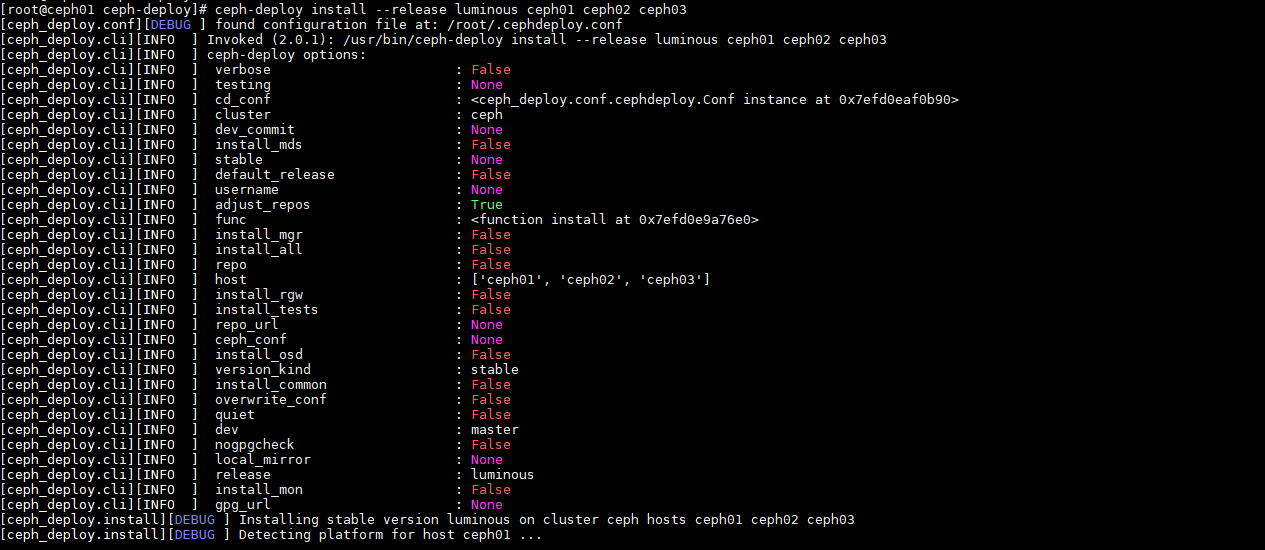 [root@ceph01 ceph-deploy]# ceph-deploy install --release luminous ceph01 ceph02 ceph03
[ceph_deploy.conf][DEBUG ] found configuration file at: /root/.cephdeploy.conf
[ceph_deploy.cli][INFO  ] Invoked (2.0.1): /usr/bin/ceph-deploy install --release luminous ceph01 ceph02 ceph03
[ceph_deploy.cli][INFO  ] ceph-deploy options:
[ceph_deploy.cli][INFO  ]  verbose                       : False
[ceph_deploy.cli][INFO  ]  testing                       : None
[ceph_deploy.cli][INFO  ]  cd_conf                       : <ceph_deploy.conf.cephdeploy.Conf instance at 0x7efd0eaf0b90>
[ceph_deploy.cli][INFO  ]  cluster                       : ceph
[ceph_deploy.cli][INFO  ]  dev_commit                    : None
[ceph_deploy.cli][INFO  ]  install_mds                   : False
[ceph_deploy.cli][INFO  ]  stable                        : None
[ceph_deploy.cli][INFO  ]  default_release               : False
[ceph_deploy.cli][INFO  ]  username                      : None
[ceph_deploy.cli][INFO  ]  adjust_repos                  : True
[ceph_deploy.cli][INFO  ]  func                          : <function install at 0x7efd0e9a76e0>
[ceph_deploy.cli][INFO  ]  install_mgr                   : False
[ceph_deploy.cli][INFO  ]  install_all                   : False
[ceph_deploy.cli][INFO  ]  repo                          : False
[ceph_deploy.cli][INFO  ]  host                          : ['ceph01', 'ceph02', 'ceph03']
[ceph_deploy.cli][INFO  ]  install_rgw                   : False
[ceph_deploy.cli][INFO  ]  install_tests                 : False
[ceph_deploy.cli][INFO  ]  repo_url                      : None
[ceph_deploy.cli][INFO  ]  ceph_conf                     : None
[ceph_deploy.cli][INFO  ]  install_osd                   : False
[ceph_deploy.cli][INFO  ]  version_kind                  : stable
[ceph_deploy.cli][INFO  ]  install_common                : False
[ceph_deploy.cli][INFO  ]  overwrite_conf                : False
[ceph_deploy.cli][INFO  ]  quiet                         : False
[ceph_deploy.cli][INFO  ]  dev                           : master
[ceph_deploy.cli][INFO  ]  nogpgcheck                    : False
[ceph_deploy.cli][INFO  ]  local_mirror                  : None
[ceph_deploy.cli][INFO  ]  release                       : luminous
[ceph_deploy.cli][INFO  ]  install_mon                   : False
[ceph_deploy.cli][INFO  ]  gpg_url                       : None
[ceph_deploy.install][DEBUG ] Installing stable version luminous on cluster ceph hosts ceph01 ceph02 ceph03
[ceph_deploy.install][DEBUG ] Detecting platform for host ceph01 ...